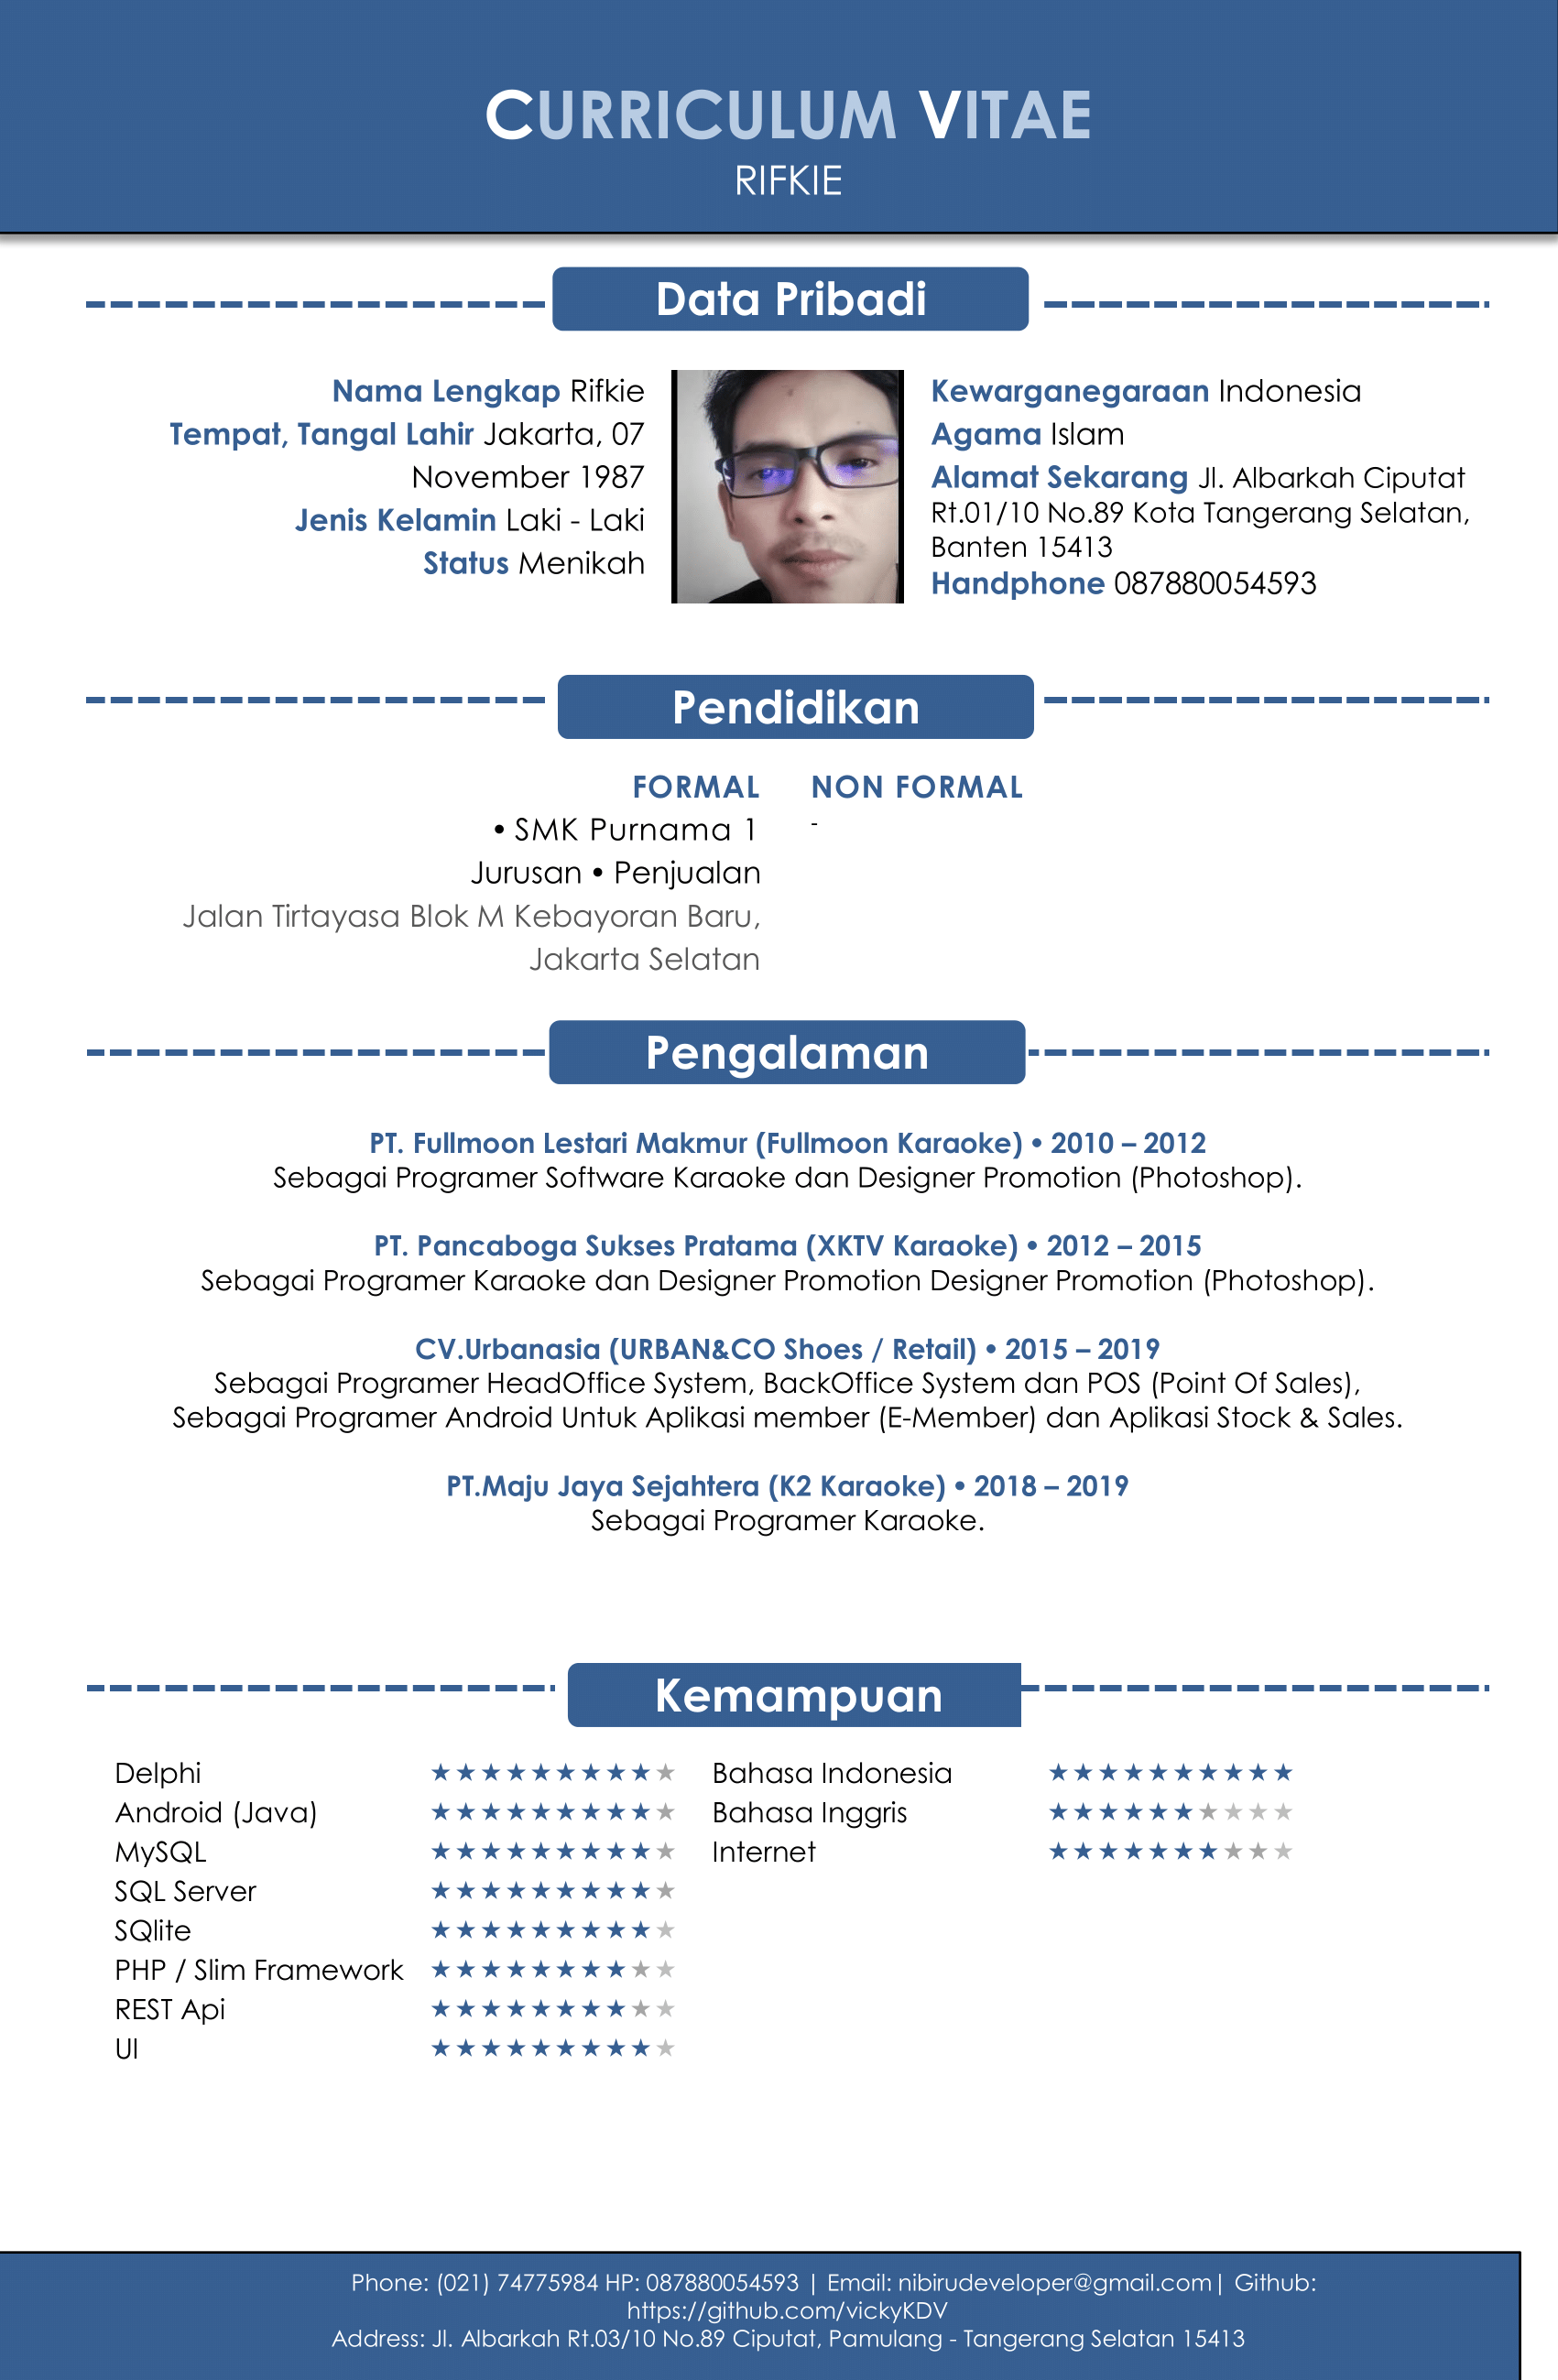 CURRICULUM VITAE
RIFKIE
Data Pribadi
Nama Lengkap Rifkie
Tempat, Tangal Lahir Jakarta, 07
November 1987
Jenis Kelamin Laki - Laki
Status Menikah
Kewarganegaraan Indonesia
Agama Islam
Alamat Sekarang Jl. Albarkah Ciputat
Rt.01/10 No.89 Kota Tangerang Selatan,
Banten 15413
Handphone 087880054593
Pendidikan
FORMAL
• SMK Purnama 1
Jurusan • Penjualan
Jalan Tirtayasa Blok M Kebayoran Baru,
Jakarta Selatan
NON FORMAL
-
Pengalaman
PT. Fullmoon Lestari Makmur (Fullmoon Karaoke) • 2010 – 2012
Sebagai Programer Software Karaoke dan Designer Promotion (Photoshop).
PT. Pancaboga Sukses Pratama (XKTV Karaoke) • 2012 – 2015
Sebagai Programer Karaoke dan Designer Promotion Designer Promotion (Photoshop).
CV.Urbanasia (URBAN&CO Shoes / Retail) • 2015 – 2019
Sebagai Programer HeadOffice System, BackOffice System dan POS (Point Of Sales),
Sebagai Programer Android Untuk Aplikasi member (E-Member) dan Aplikasi Stock & Sales.
PT.Maju Jaya Sejahtera (K2 Karaoke) • 2018 – 2019
Sebagai Programer Karaoke.
Kemampuan
Delphi ★★★★★★★★★★
Android (Java) ★★★★★★★★★★
MySQL ★★★★★★★★★★
SQL Server ★★★★★★★★★★
SQlite ★★★★★★★★★★
PHP / Slim Framework ★★★★★★★★★★
REST Api ★★★★★★★★★★
UI ★★★★★★★★★★
Bahasa Indonesia ★★★★★★★★★★
Bahasa Inggris ★★★★★★★★★★
Internet ★★★★★★★★★★
Phone: (021) 74775984 HP: 087880054593 | Email: nibirudeveloper@gmail.com| Github:
https://github.com/vickyKDV
Address: Jl. Albarkah Rt.03/10 No.89 Ciputat, Pamulang - Tangerang Selatan 15413